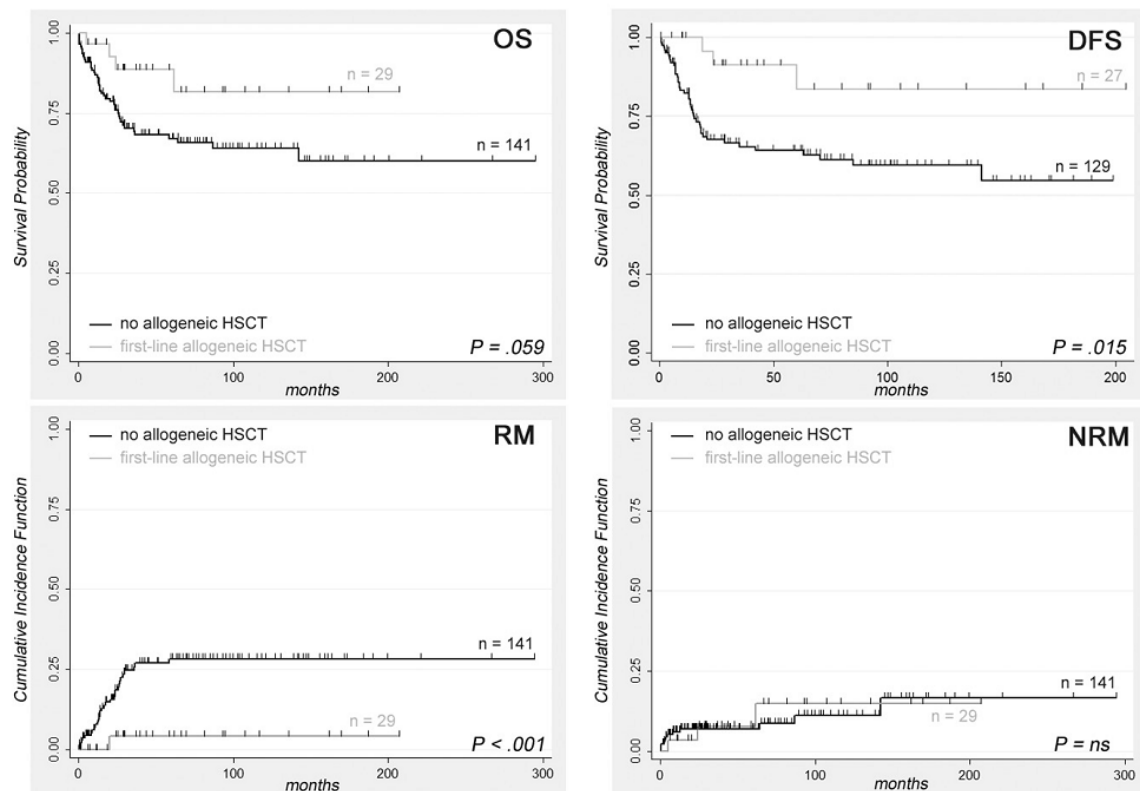 OS
Survival Probability
1.00
0.75
0.50
0.25
0.00
n = 29
n = 141
no allogeneic HSCT
first-line allogeneic HSCT
P = .059
0 100 200 300
months
DFS
Survival Probability
1.00
0.75
0.50
0.25
0.00
n = 27
n = 129
no allogeneic HSCT
first-line allogeneic HSCT
P = .015
0 50 100 150 200
months
RM
Cumulative Incidence Function
1.00
0.75
0.50
0.25
0.00
no allogeneic HSCT
first-line allogeneic HSCT
n = 141
n = 29
P < .001
0 100 200 300
months
NRM
Cumulative Incidence Function
1.00
0.75
0.50
0.25
0.00
no allogeneic HSCT
first-line allogeneic HSCT
n = 141
n = 29
P = ns
0 100 200 300
months